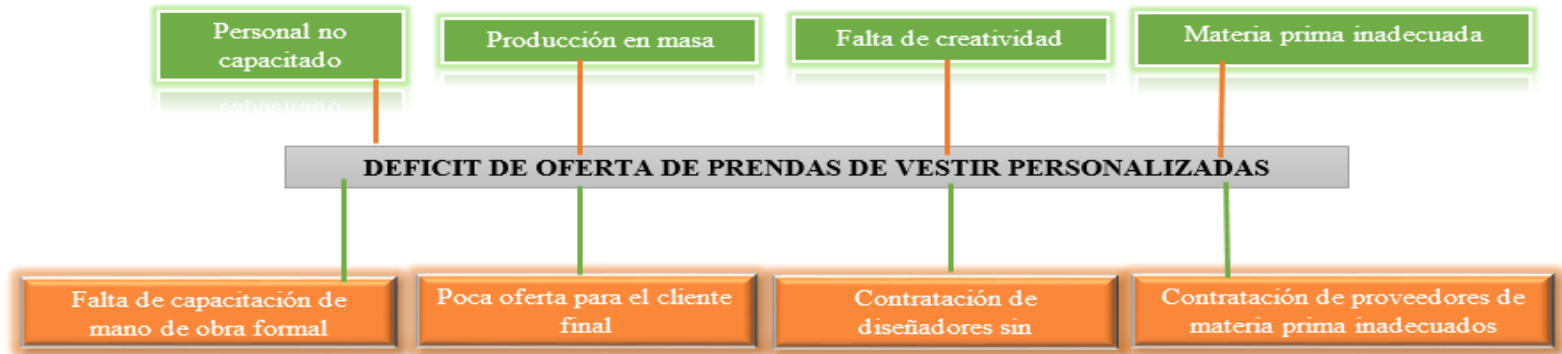 Personal no
capacitado
Producción en masa
Falta de creatividad
Materia prima inadecuada
DEFICIT DE OFERTA DE PRENDAS DE VESTIR PERSONALIZADAS
Falta de capacitación de
mano de obra formal
Poca oferta para el cliente
final
Contratación de
diseñadores sin
Contratación de proveedores de
materia prima inadecuados